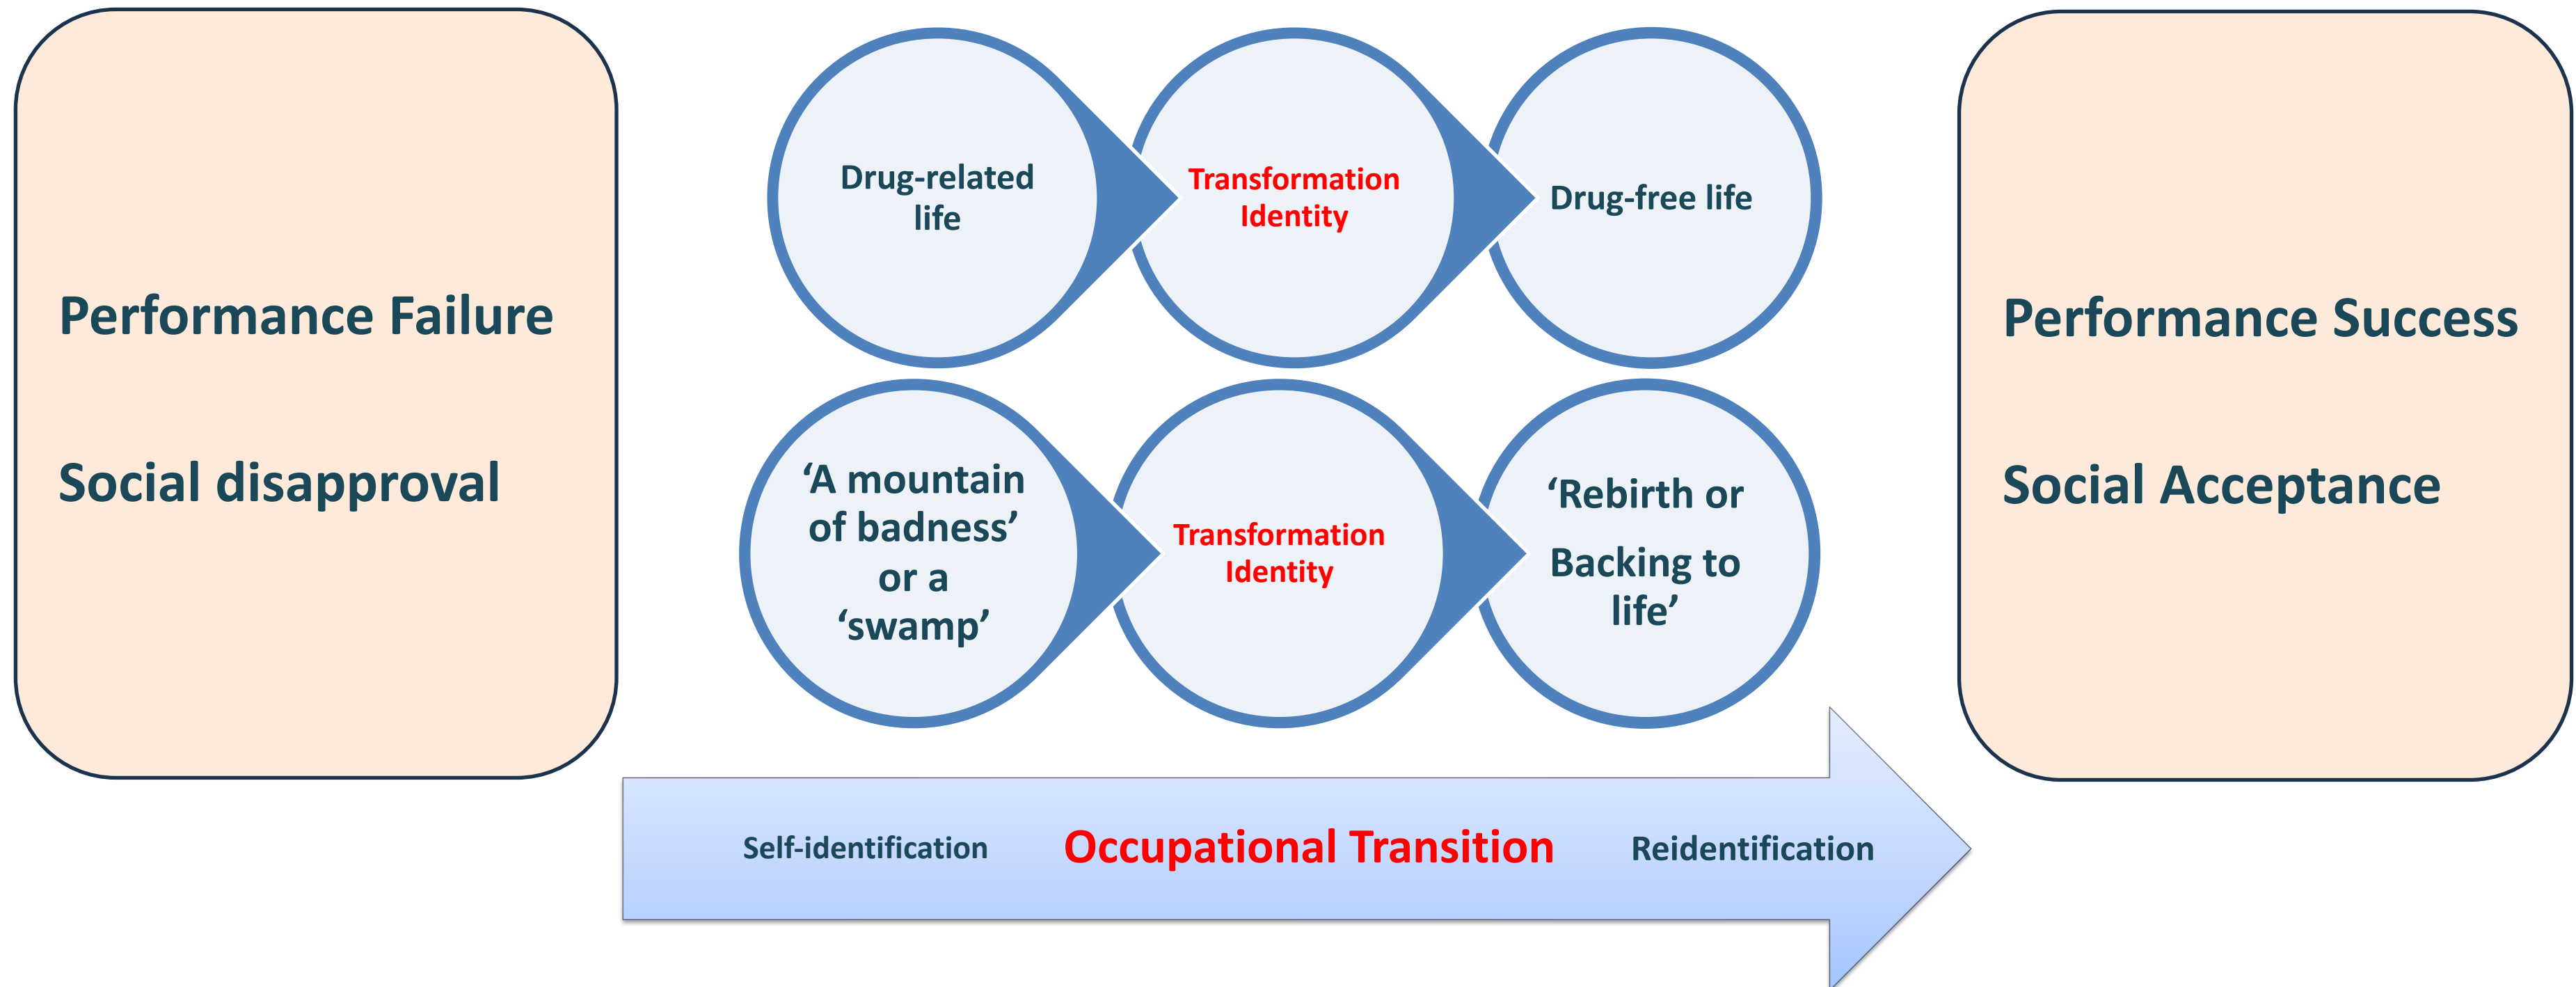 Performance Failure
Social disapproval
Drug-related
life
Transformation
Identity
Drug-free life
‘A mountain
of badness’
or a
‘swamp’
Transformation
Identity
‘Rebirth or
Backing to
life’
Performance Success
Social Acceptance
Self-identification
Occupational Transition
Reidentification